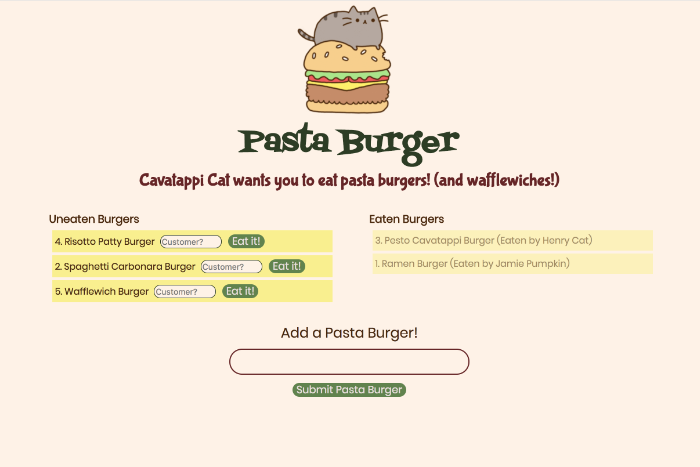 Pasta Burger
Cavatappi Cat wants you to eat pasta burgers! (and wafflewiches!)
Uneaten Burgers
4. Risotto Patty Burger Customer? Eat it!
2. Spaghetti Carbonara Burger Customer? Eat it!
5. Wafflewich Burger Customer? Eat it!
Eaten Burgers
3. Pesto Cavatappi Burger (Eaten by Henry Cat)
1. Ramen Burger (Eaten by Jamie Pumpkin)
Add a Pasta Burger!
Submit Pasta Burger